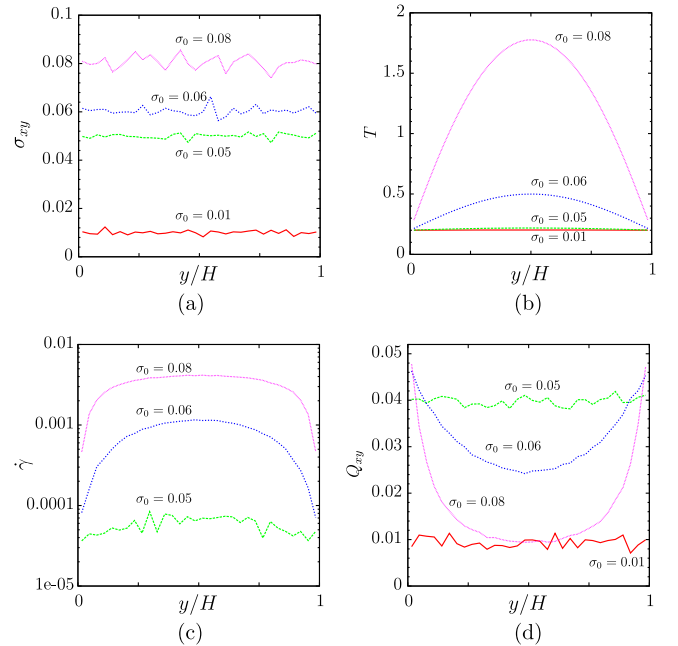 (a)
0.1
0.08
0.06
0.04
0.02
0
σxy
σ0 = 0.08
σ0 = 0.06
σ0 = 0.05
σ0 = 0.01
0
y/H
1
(b)
2
1.5
1
0.5
0
T
σ0 = 0.08
σ0 = 0.06
σ0 = 0.05
σ0 = 0.01
0
y/H
1
0.01
0.001
0.0001
1e−05
γ̇
σ0 = 0.08
σ0 = 0.06
σ0 = 0.05
0
y/H
1
(c)
0.05
0.04
0.03
0.02
0.01
0
Qxy
σ0 = 0.05
σ0 = 0.06
σ0 = 0.08
σ0 = 0.01
0
y/H
1
(d)